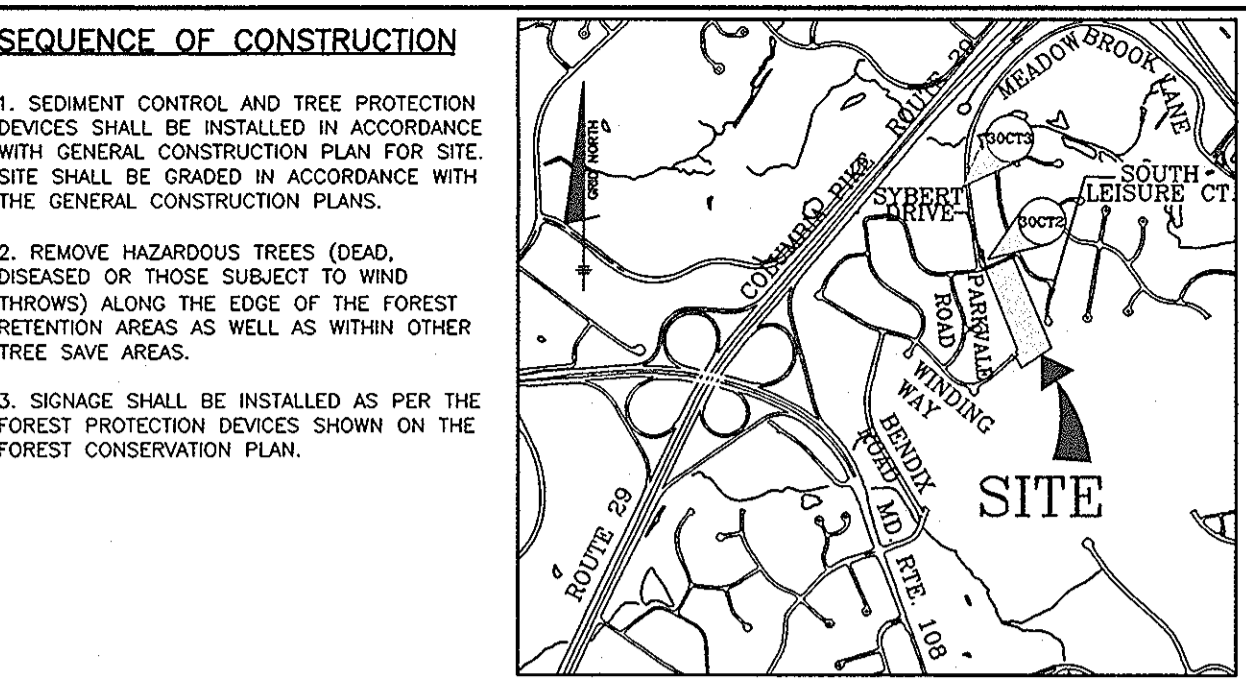 SEQUENCE OF CONSTRUCTION
1. SEDIMENT CONTROL AND TREE PROTECTION
DEVICES SHALL BE INSTALLED IN ACCORDANCE
WITH GENERAL CONSTRUCTION PLAN FOR SITE.
SITE SHALL BE GRADED IN ACCORDANCE WITH
THE GENERAL CONSTRUCTION PLANS.
2. REMOVE HAZARDOUS TREES (DEAD,
DISEASED OR THOSE SUBJECT TO WIND
THROWS) ALONG THE EDGE OF THE FOREST
RETENTION AREAS AS WELL AS WITHIN OTHER
TREE SAVE AREAS.
3. SIGNAGE SHALL BE INSTALLED AS PER THE
FOREST PROTECTION DEVICES SHOWN ON THE
FOREST CONSERVATION PLAN.
GRID NORTH
COLUMBIA PIKE
ROUTE 29
MEADOWBROOK LANE
30CT3
SOUTH
LEISURE CT.
SYBERT
DRIVE
30CT2
PARKVALE
ROAD
WINDING
WAY
BENDIX
ROAD
SITE
ROUTE 29
MD. RTE. 108